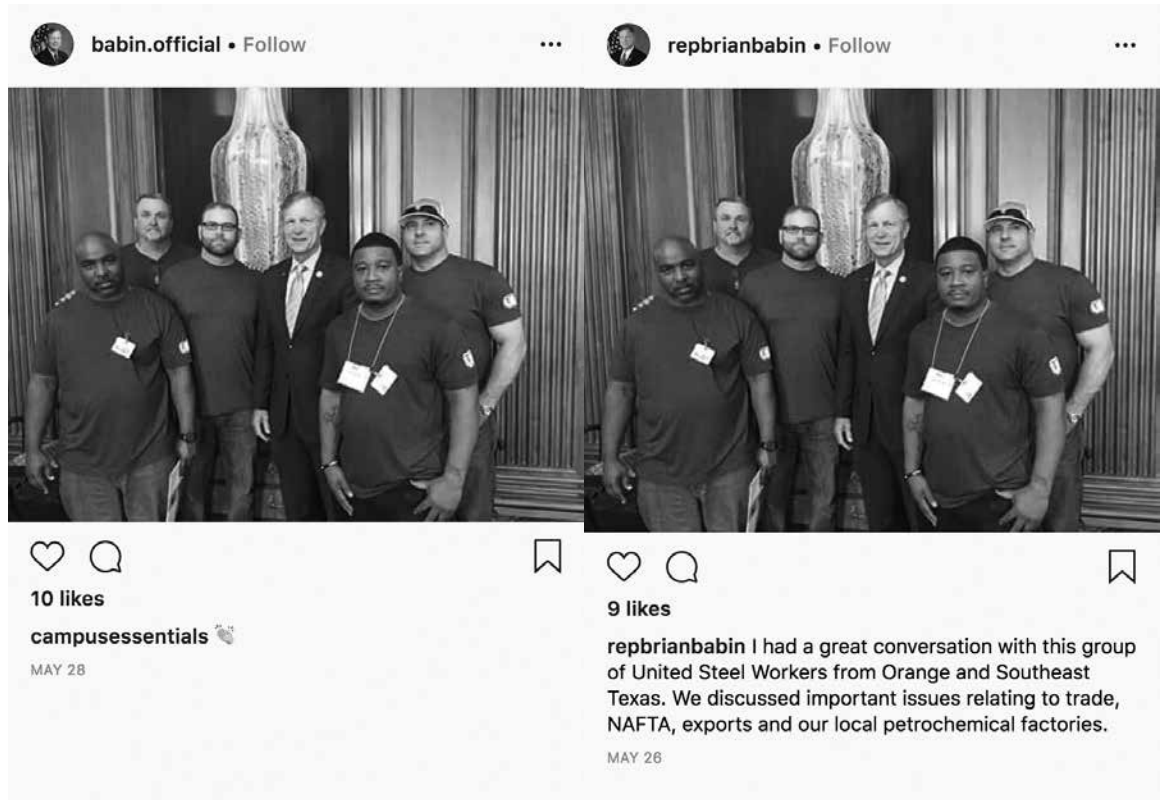 babin.official • Follow
10 likes
campusessentials 👏
MAY 28
repbrianbabin • Follow
9 likes
repbrianbabin I had a great conversation with this group
of United Steel Workers from Orange and Southeast
Texas. We discussed important issues relating to trade,
NAFTA, exports and our local petrochemical factories.
MAY 26